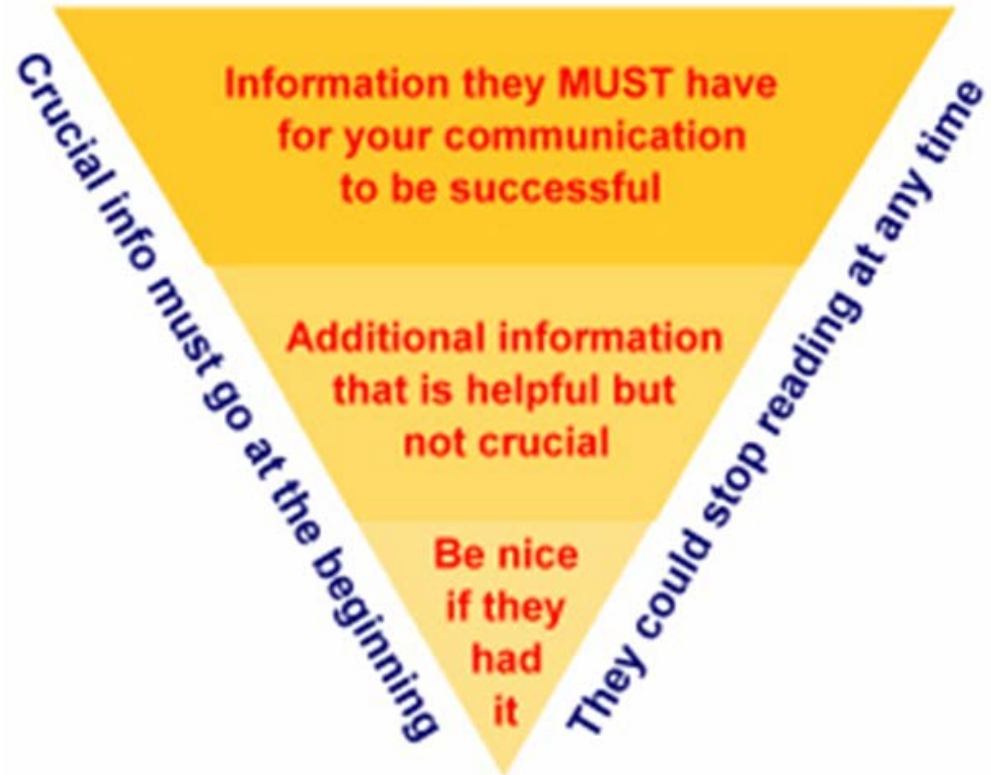 Crucial info must go at the beginning
Information they MUST have
for your communication
to be successful
Additional information
that is helpful but
not crucial
Be nice
if they
had
it
They could stop reading at any time